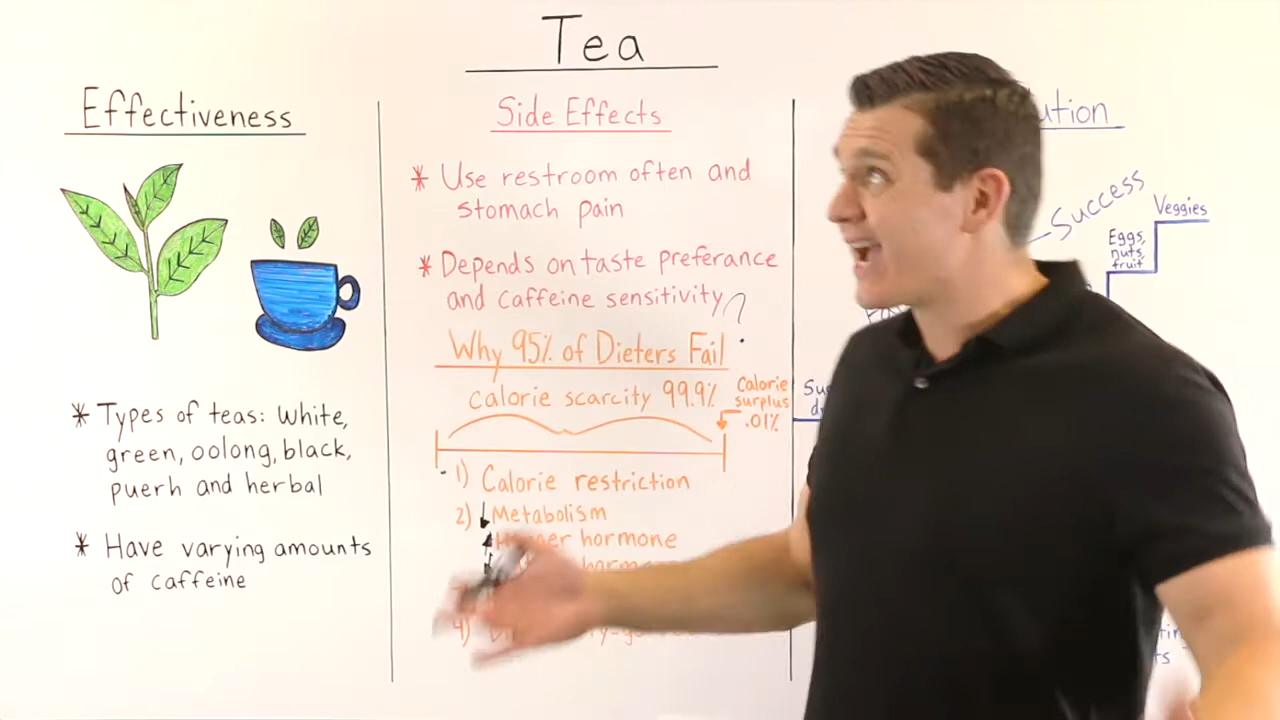 Tea
Effectiveness
* Types of teas: white,
green, oolong, black,
puerh and herbal
* Have varying amounts
of caffeine
Side Effects
* Use restroom often and
stomach pain
* Depends on taste preferance
and caffeine sensitivity
?
Why 95% of Dieters Fail
calorie scarcity 99.9%
Calorie
surplus
.01%
1) Calorie restriction
2) Metabolism
hormone
4)
Success
Veggies
Eggs,
nuts,
fruit